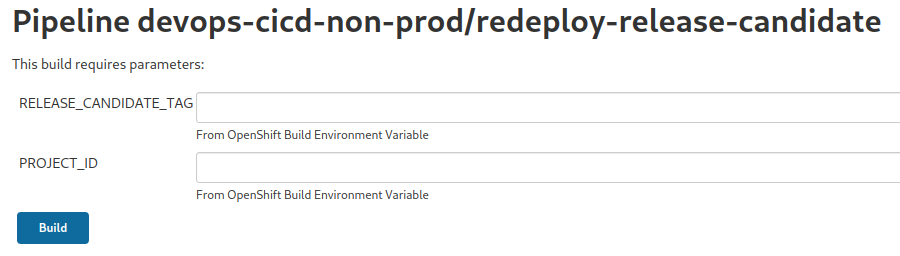 Pipeline devops-cicd-non-prod/redeploy-release-candidate
This build requires parameters:
RELEASE_CANDIDATE_TAG
From OpenShift Build Environment Variable
PROJECT_ID
From OpenShift Build Environment Variable
Build